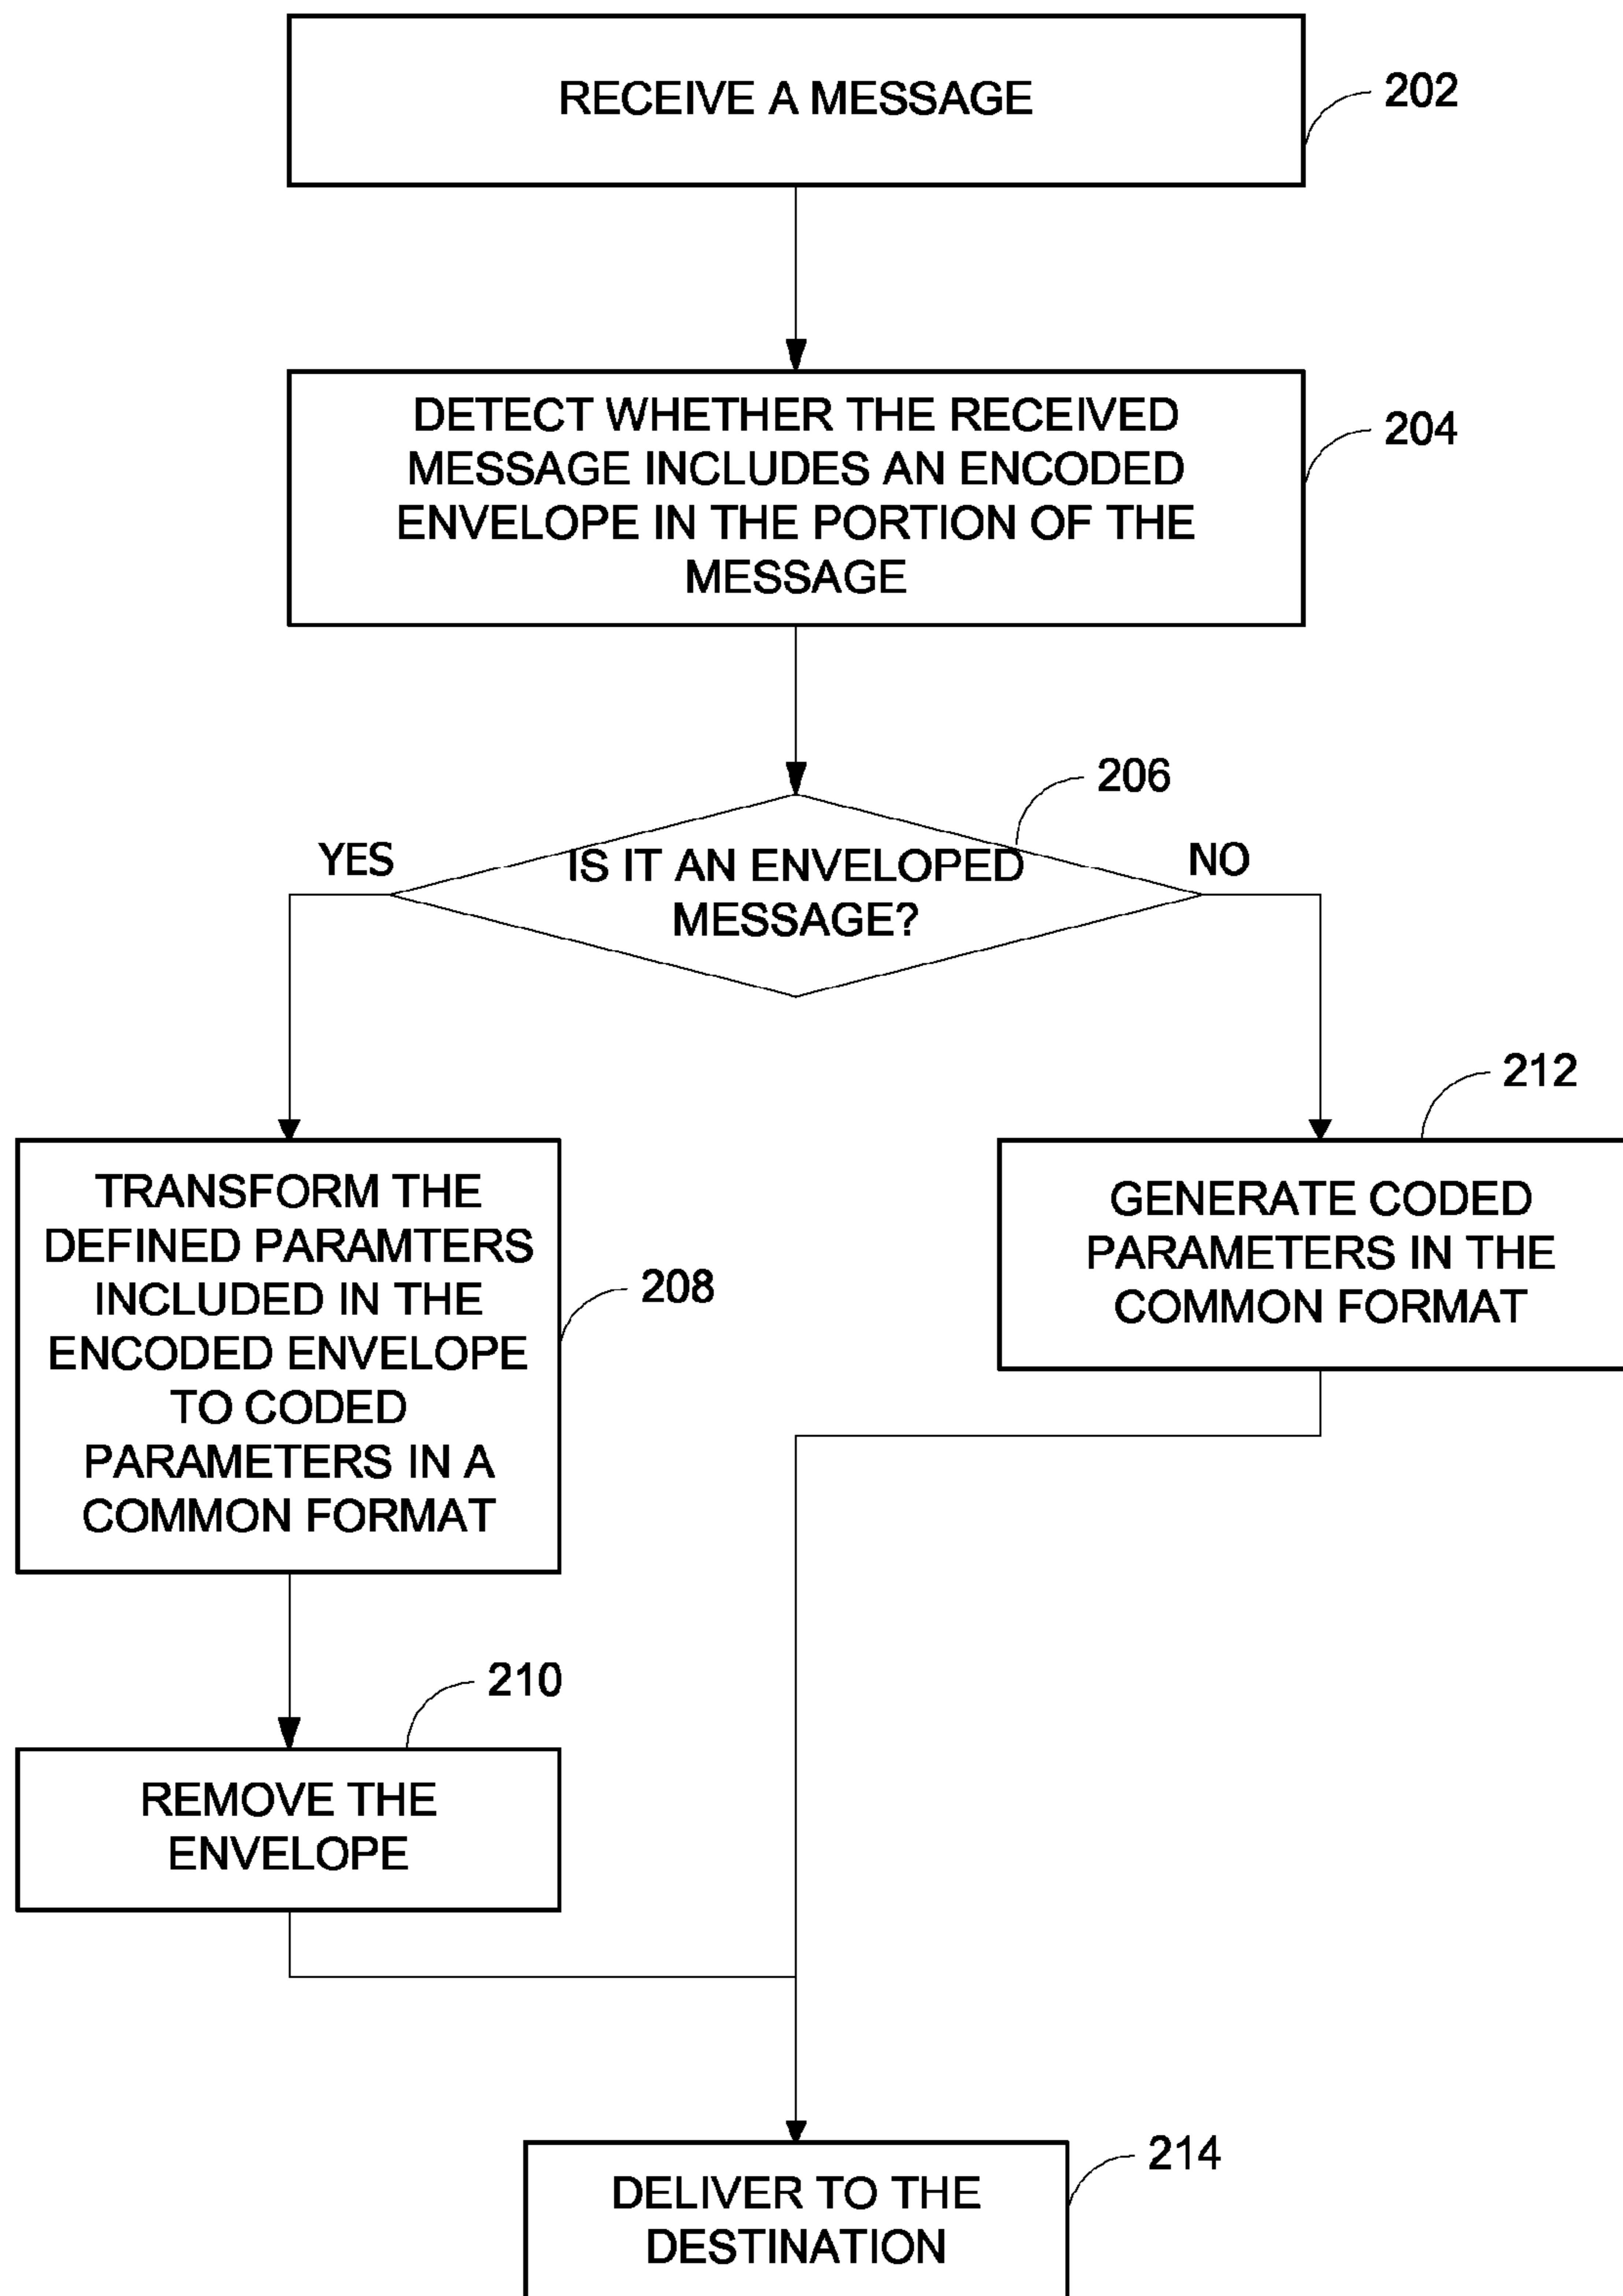 RECEIVE A MESSAGE
202
DETECT WHETHER THE RECEIVED
MESSAGE INCLUDES AN ENCODED
ENVELOPE IN THE PORTION OF THE
MESSAGE
204
206
YES
IS IT AN ENVELOPED
MESSAGE?
NO
212
TRANSFORM THE
DEFINED PARAMTERS
INCLUDED IN THE
ENCODED ENVELOPE
TO CODED
PARAMETERS IN A
COMMON FORMAT
208
GENERATE CODED
PARAMETERS IN THE
COMMON FORMAT
210
REMOVE THE
ENVELOPE
214
DELIVER TO THE
DESTINATION